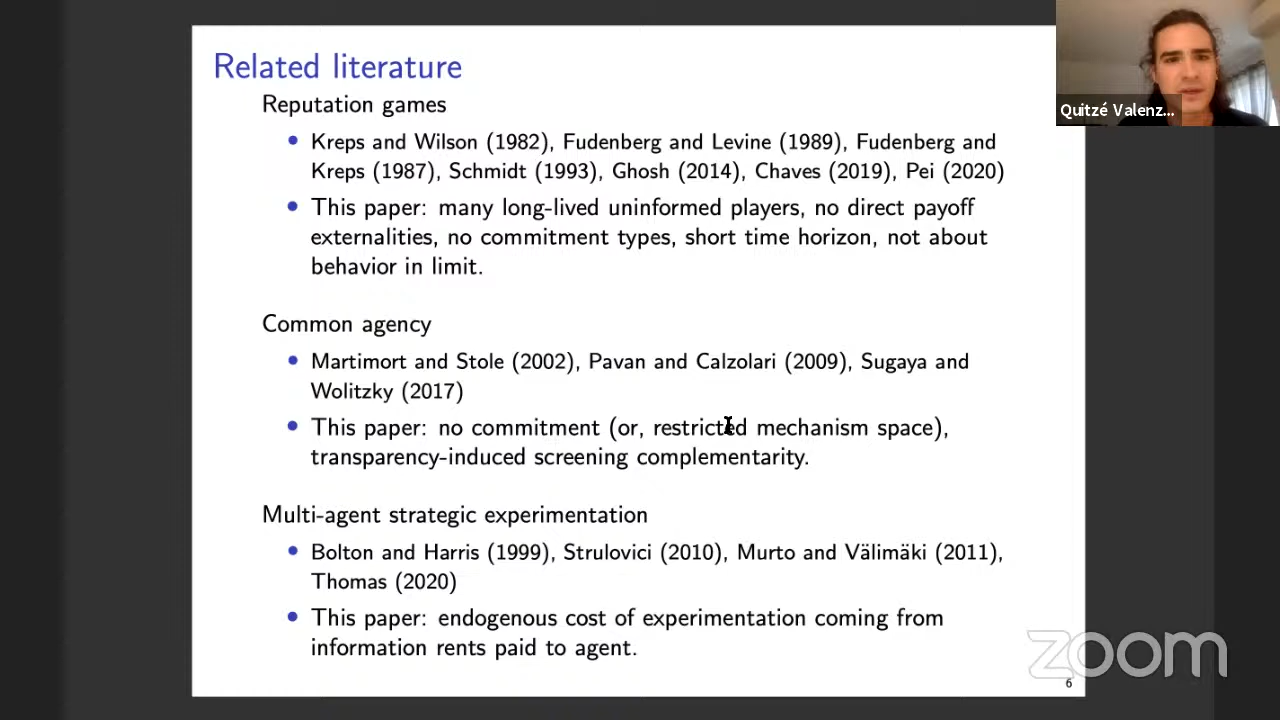 Related literature
Reputation games
Kreps and Wilson (1982), Fudenberg and Levine (1989), Fudenberg and
Kreps (1987), Schmidt (1993), Ghosh (2014), Chaves (2019), Pei (2020)
This paper: many long-lived uninformed players, no direct payoff
externalities, no commitment types, short time horizon, not about
behavior in limit.
Common agency
Martimort and Stole (2002), Pavan and Calzolari (2009), Sugaya and
Wolitzky (2017)
This paper: no commitment (or, restricted mechanism space),
transparency-induced screening complementarity.
Multi-agent strategic experimentation
Bolton and Harris (1999), Strulovici (2010), Murto and Välimäki (2011),
Thomas (2020)
This paper: endogenous cost of experimentation coming from
information rents paid to agent.
6
Quitzé Valenz...
zoom